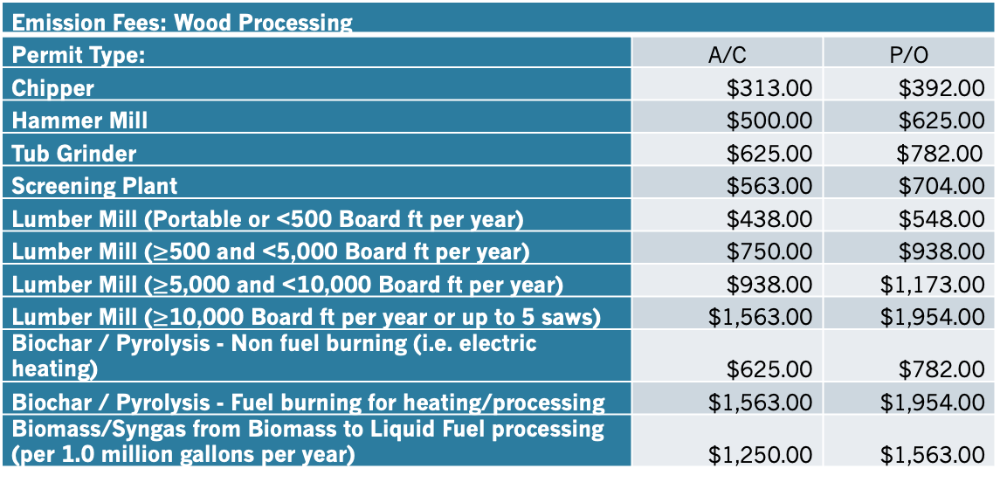 Emission Fees: Wood Processing
Permit Type: A/C P/O
Chipper $313.00 $392.00
Hammer Mill $500.00 $625.00
Tub Grinder $625.00 $782.00
Screening Plant $563.00 $704.00
Lumber Mill (Portable or <500 Board ft per year) $438.00 $548.00
Lumber Mill (≥500 and <5,000 Board ft per year) $750.00 $938.00
Lumber Mill (≥5,000 and <10,000 Board ft per year) $938.00 $1,173.00
Lumber Mill (≥10,000 Board ft per year or up to 5 saws) $1,563.00 $1,954.00
Biochar / Pyrolysis - Non fuel burning (i.e. electric
heating) $625.00 $782.00
Biochar / Pyrolysis - Fuel burning for heating/processing $1,563.00 $1,954.00
Biomass/Syngas from Biomass to Liquid Fuel processing
(per 1.0 million gallons per year) $1,250.00 $1,563.00